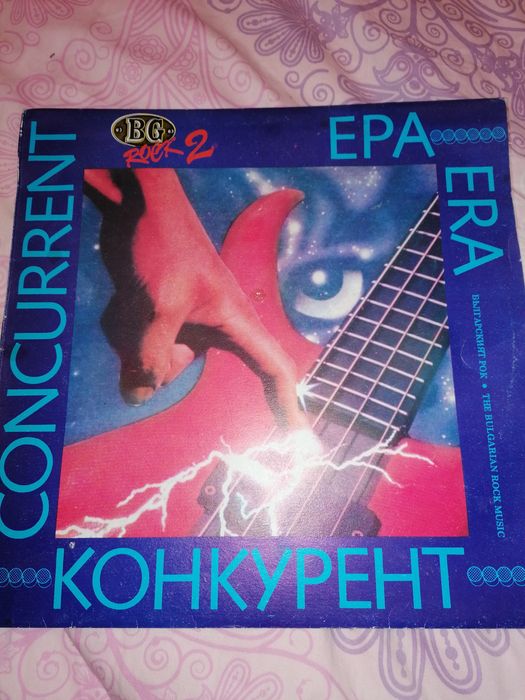 BG
ROCK 2
ЕРА
ERA
CONCURRENT
БЪЛГАРСКИЯТ РОК • THE BULGARIAN ROCK MUSIC
КОНКУРЕНТ